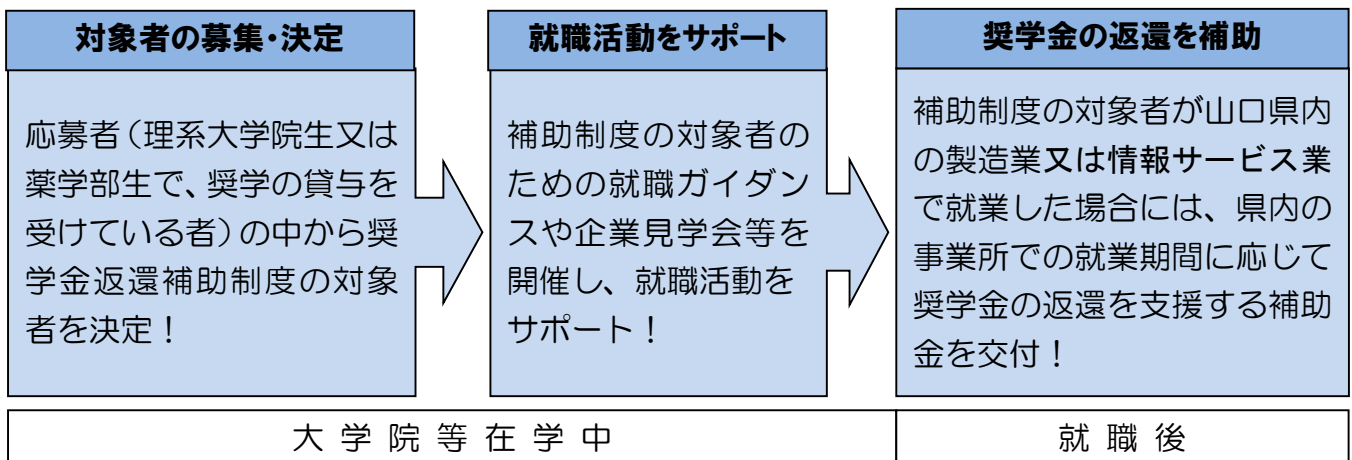 対象者の募集・決定
応募者（理系大学院生又は
薬学部生で、奨学の貸与を
受けている者）の中から奨
学金返還補助制度の対象
者を決定！
就職活動をサポート
補助制度の対象者の
ための就職ガイダン
スや企業見学会等を
開催し、就職活動を
サポート！
奨学金の返還を補助
補助制度の対象者が山口県内
の製造業又は情報サービス業
で就業した場合には、県内の
事業所での就業期間に応じて
奨学金の返還を支援する補助
金を交付！
大学院等在学中
就職後